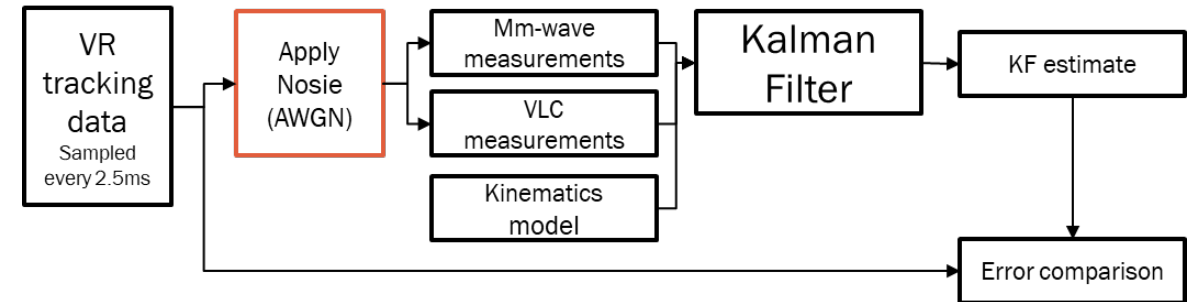 VR
tracking
data
Sampled
every 2.5ms
Apply
Nosie
(AWGN)
Mm-wave
measurements
VLC
measurements
Kinematics
model
Kalman
Filter
KF estimate
Error comparison